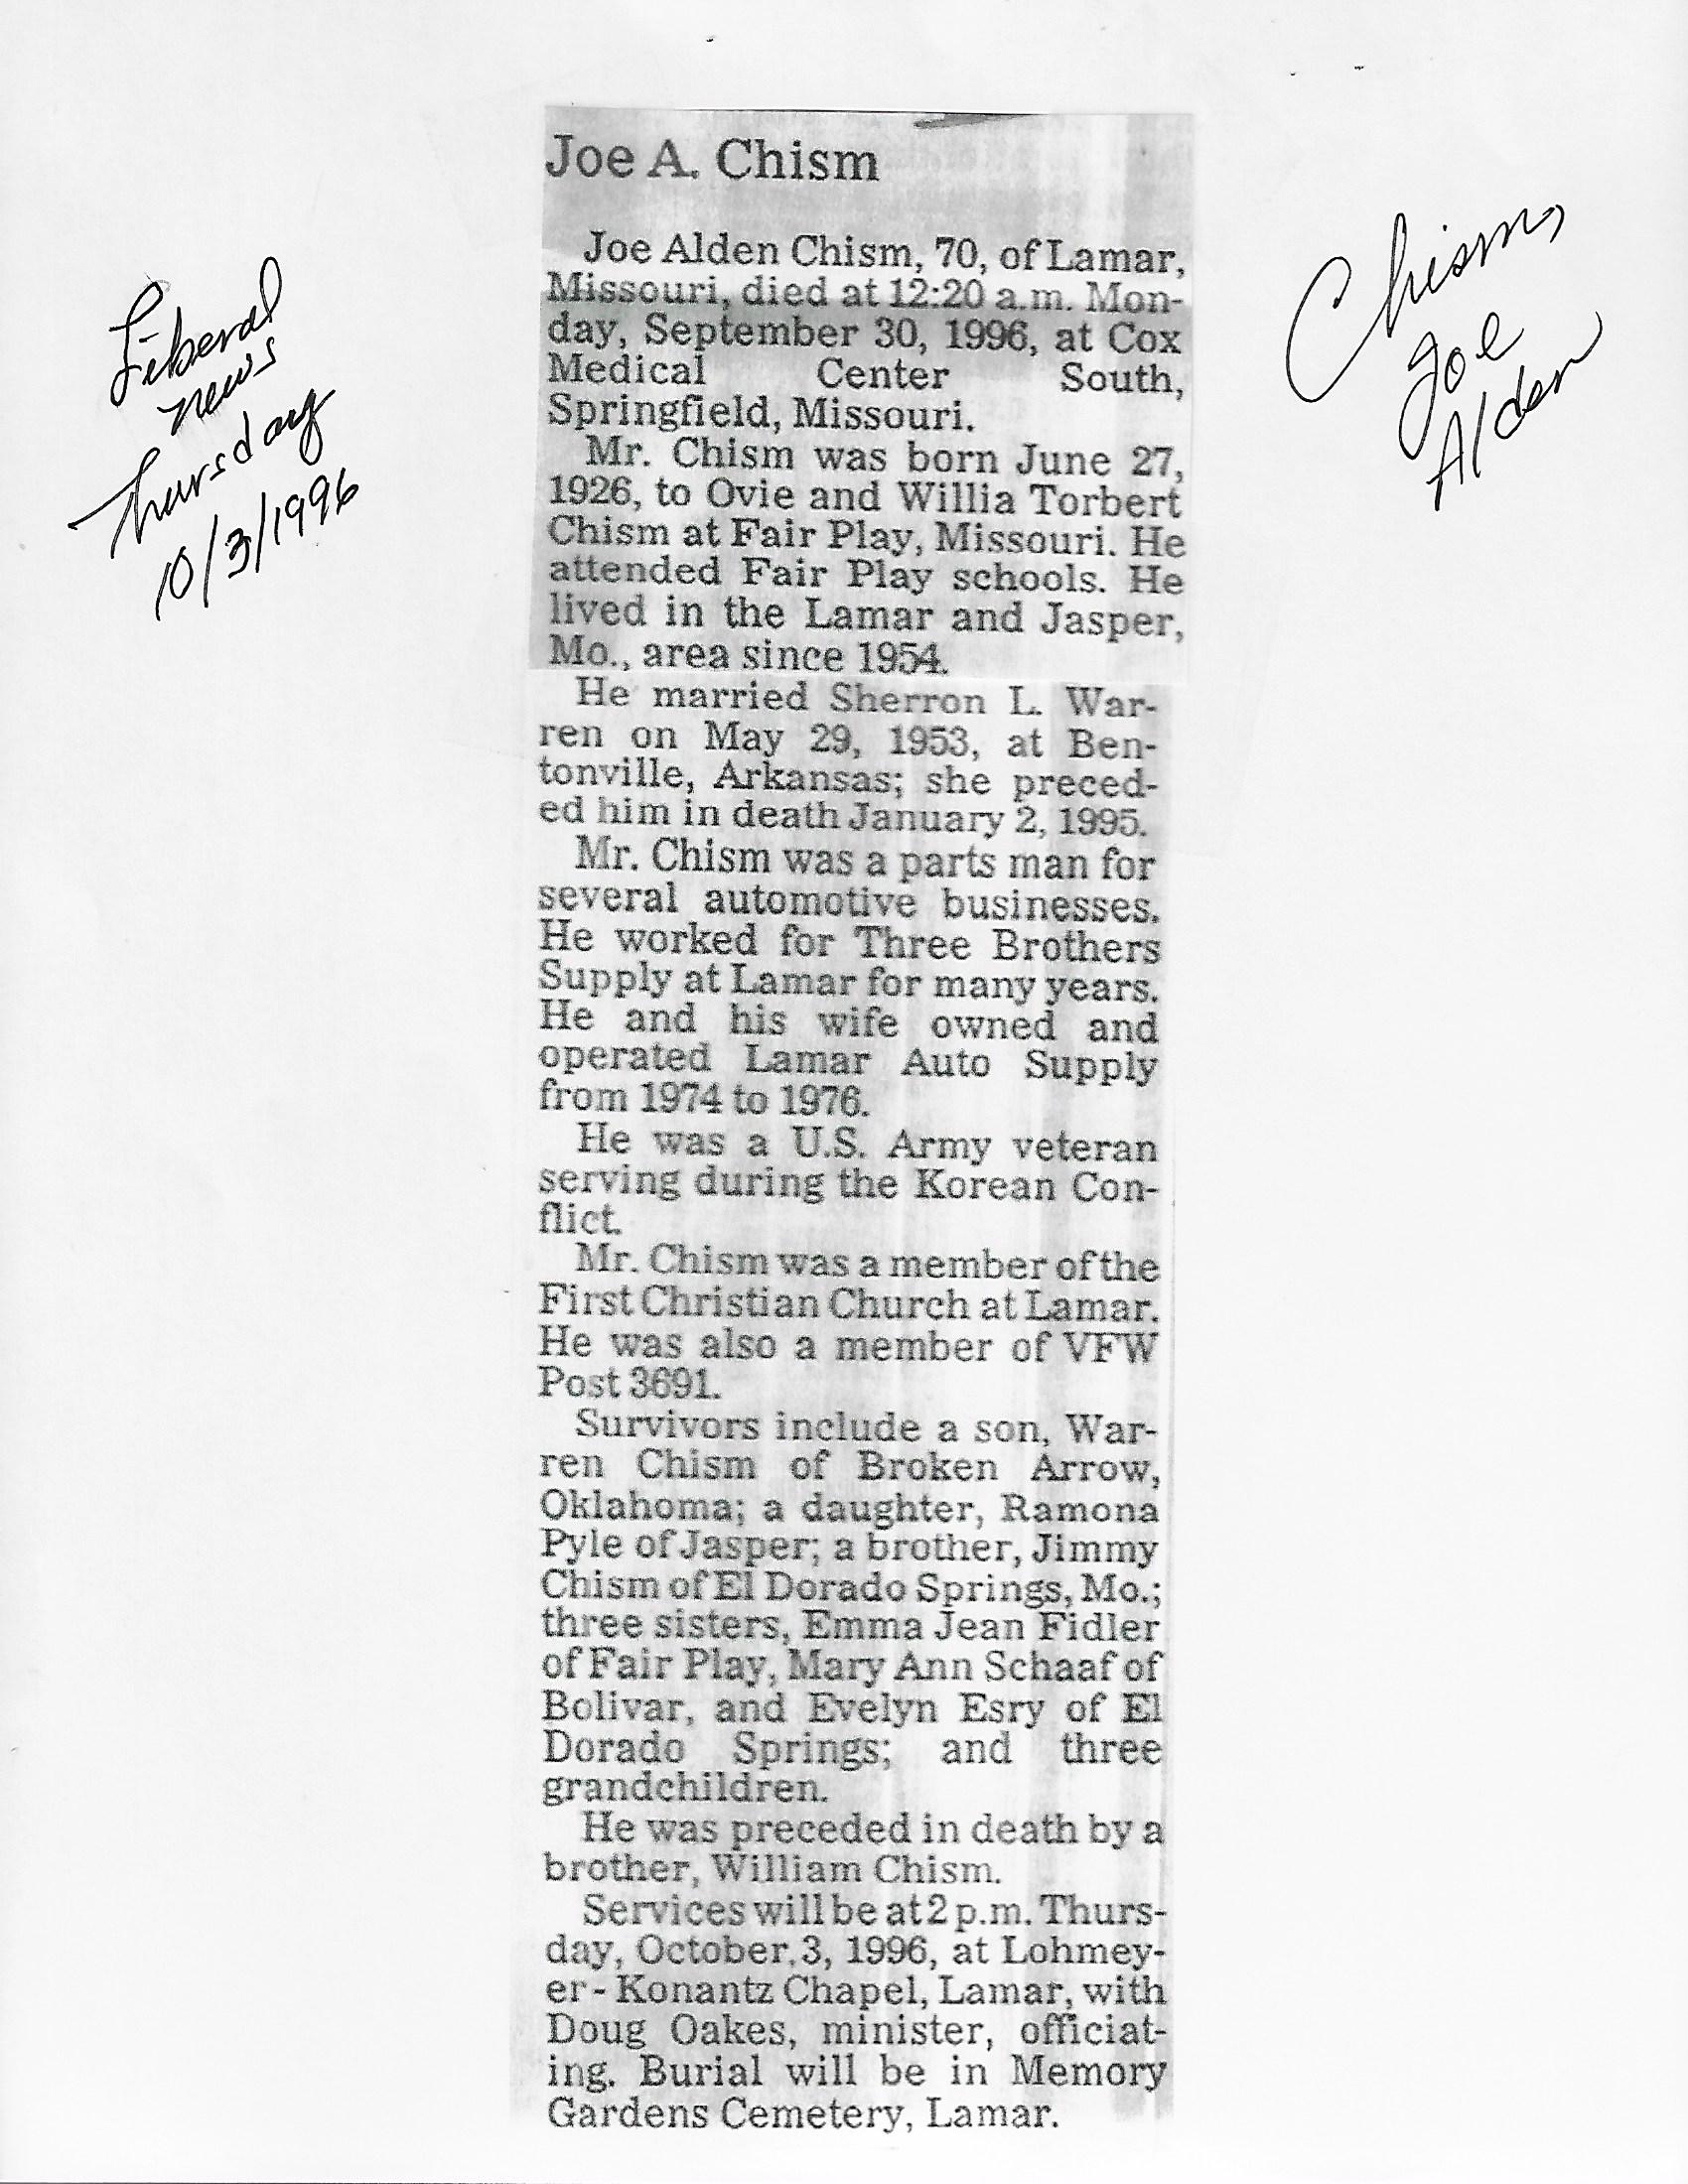 Joe A. Chism
Liberal
news
Thursday
10/3/1996
Chism,
Joe
Alden
Joe Alden Chism, 70, of Lamar,
Missouri, died at 12:20 a.m. Mon-
day, September 30, 1996, at Cox
Medical Center South,
Springfield, Missouri.
Mr. Chism was born June 27,
1926, to Ovie and Willia Torbert
Chism at Fair Play, Missouri. He
attended Fair Play schools. He
lived in the Lamar and Jasper,
Mo., area since 1954.
He married Sherron L. War-
ren on May 29, 1953, at Ben-
tonville, Arkansas; she preced-
ed him in death January 2, 1995.
Mr. Chism was a parts man for
several automotive businesses.
He worked for Three Brothers
Supply at Lamar for many years.
He and his wife owned and
operated Lamar Auto Supply
from 1974 to 1976.
He was a U.S. Army veteran
serving during the Korean Con-
flict.
Mr. Chism was a member of the
First Christian Church at Lamar.
He was also a member of VFW
Post 3691.
Survivors include a son, War-
ren Chism of Broken Arrow,
Oklahoma; a daughter, Ramona
Pyle of Jasper; a brother, Jimmy
Chism of El Dorado Springs, Mo.;
three sisters, Emma Jean Fidler
of Fair Play, Mary Ann Schaaf of
Bolivar, and Evelyn Esry of El
Dorado Springs; and three
grandchildren.
He was preceded in death by a
brother, William Chism.
Services will be at 2 p.m. Thurs-
day, October 3, 1996, at Lohmey-
er - Konantz Chapel, Lamar, with
Doug Oakes, minister, officiat-
ing. Burial will be in Memory
Gardens Cemetery, Lamar.